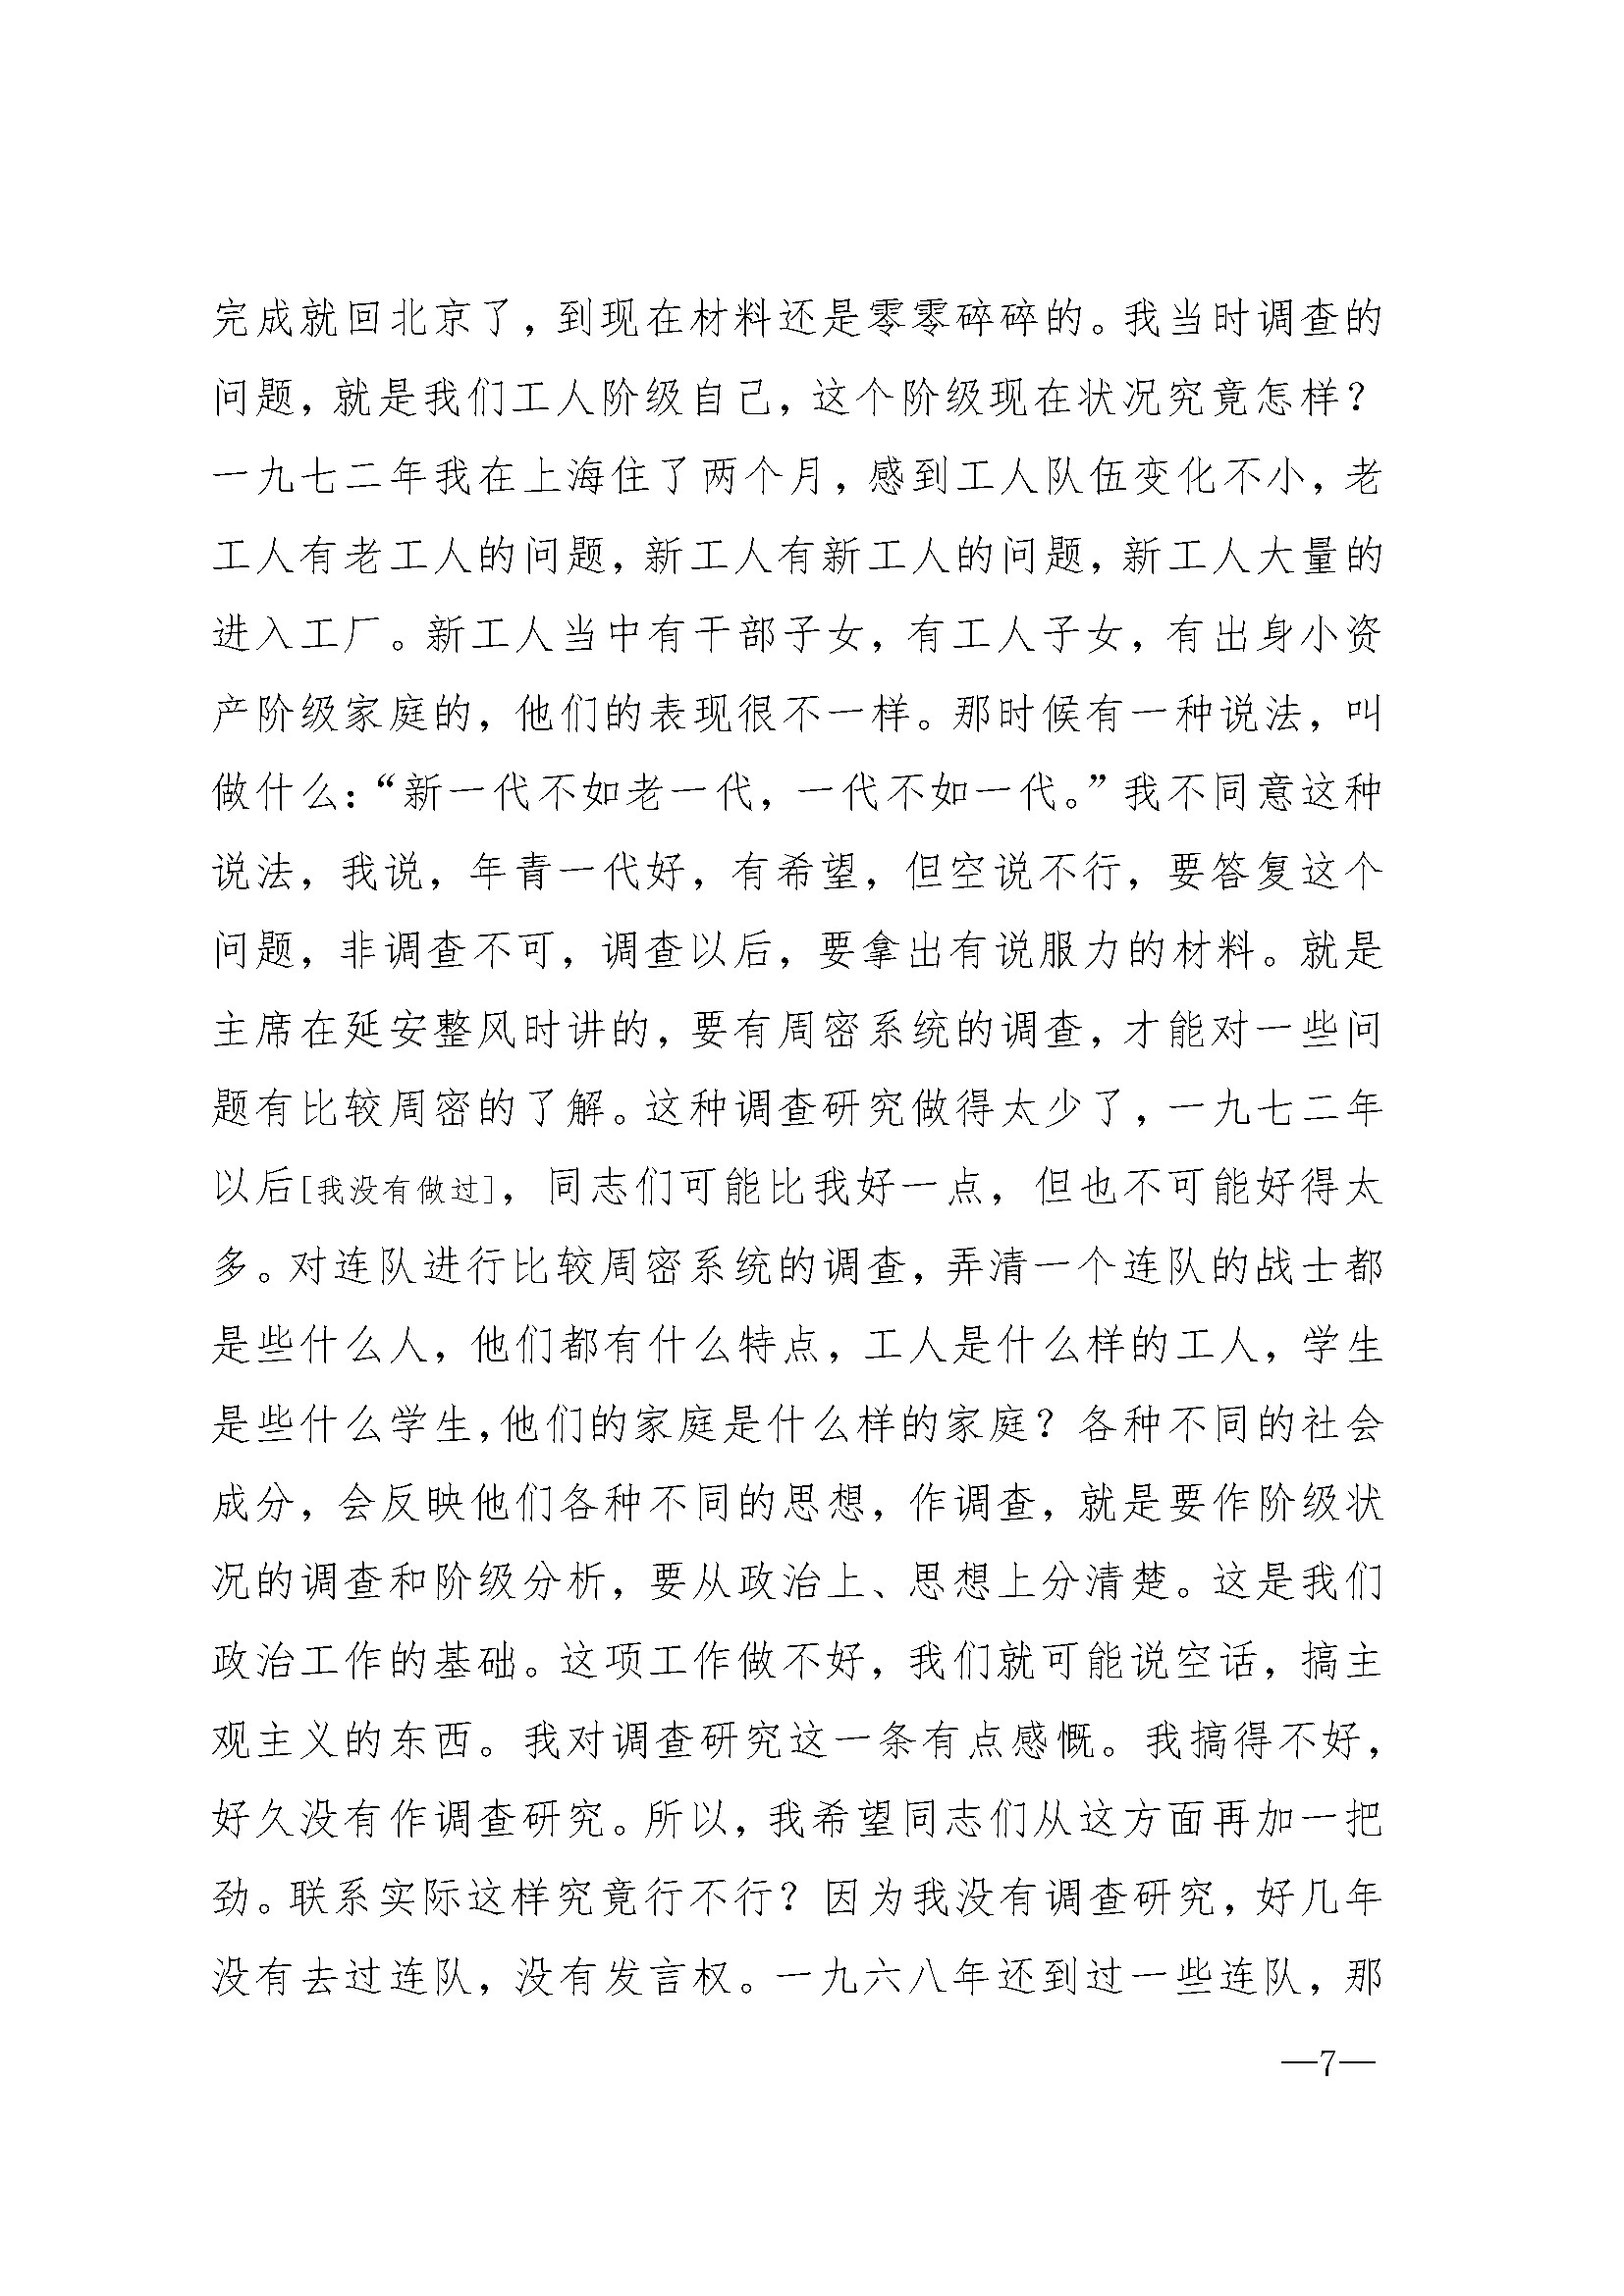 完成就回北京了，到现在材料还是零零碎碎的。我当时调查的
问题，就是我们工人阶级自己，这个阶级现在状况究竟怎样？
一九七二年我在上海住了两个月，感到工人队伍变化不小，老
工人有老工人的问题，新工人有新工人的问题，新工人大量的
进入工厂。新工人当中有干部子女，有工人子女，有出身小资
产阶级家庭的，他们的表现很不一样。那时候有一种说法，叫
做什么：“新一代不如老一代，一代不如一代。”我不同意这种
说法，我说，年青一代好，有希望，但空说不行，要答复这个
问题，非调查不可，调查以后，要拿出有说服力的材料。就是
主席在延安整风时讲的，要有周密系统的调查，才能对一些问
题有比较周密的了解。这种调查研究做得太少了，一九七二年
以后[我没有做过]，同志们可能比我好一点，但也不可能好得太
多。对连队进行比较周密系统的调查，弄清一个连队的战士都
是些什么人，他们都有什么特点，工人是什么样的工人，学生
是些什么学生，他们的家庭是什么样的家庭？各种不同的社会
成分，会反映他们各种不同的思想，作调查，就是要作阶级状
况的调查和阶级分析，要从政治上、思想上分清楚。这是我们
政治工作的基础。这项工作做不好，我们就可能说空话，搞主
观主义的东西。我对调查研究这一条有点感慨。我搞得不好，
好久没有作调查研究。所以，我希望同志们从这方面再加一把
劲。联系实际这样究竟行不行？因为我没有调查研究，好几年
没有去过连队，没有发言权。一九六八年还到过一些连队，那
—7—